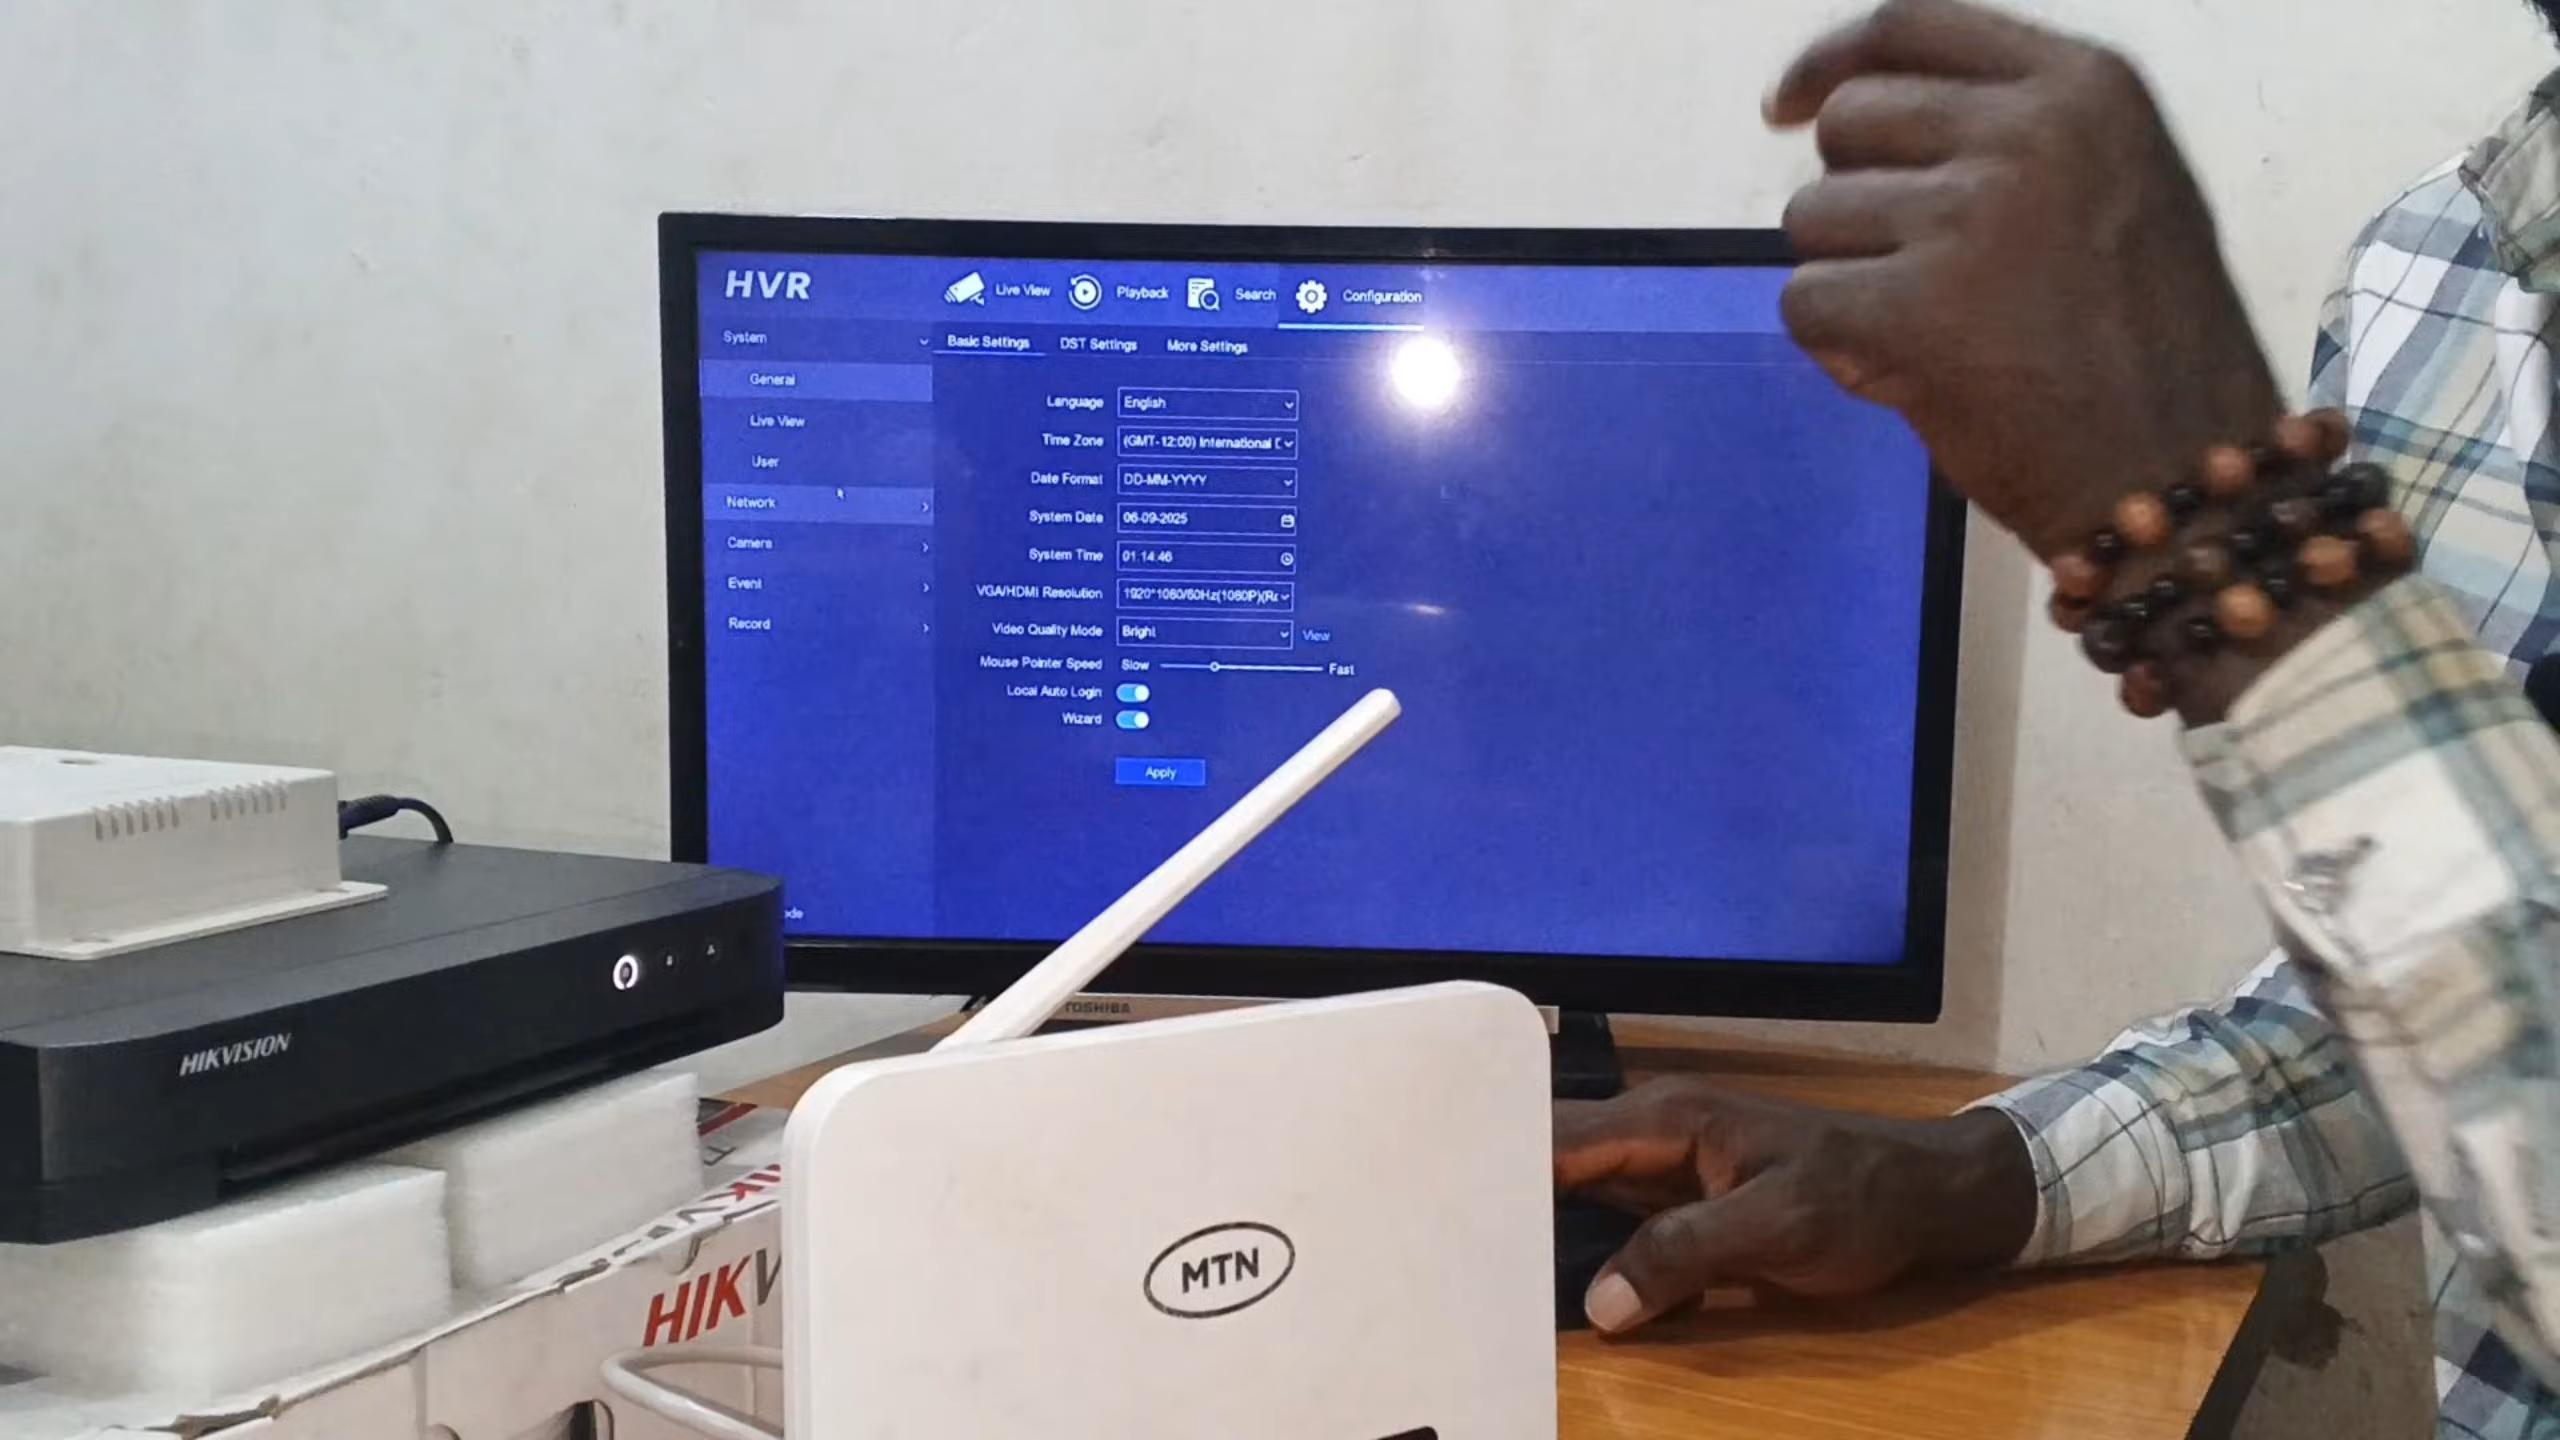 HVR
Live View
Playback
Search
Configuration
System
General
Live View
User
Network
Camera
Event
Record
Basic Settings
DST Settings
More Settings
Language English
Time Zone (GMT-12:00) International
Date Format DD-MM-YYYY
System Date 06-09-2025
System Time 01:14:46
VGA/HDMI Resolution 1920*1080/60Hz(1080P)(Re
Video Quality Mode Bright View
Mouse Pointer Speed Slow Fast
Local Auto Login
Wizard
Apply
TOSHIBA
HIKVISION
HIKV
MTN